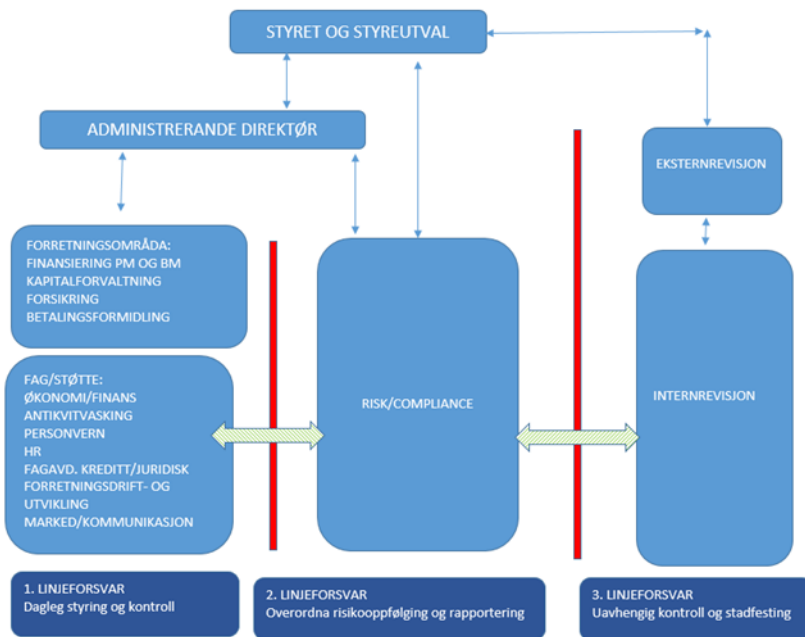 STYRET OG STYREUTVAL
ADMINISTRERANDE DIREKTØR
EKSTERNREVISJON
FORRETNINGSOMRÅDA:
FINANSIERING PM OG BM
KAPITALFORVALTNING
FORSIKRING
BETALINGSFORMIDLING
FAG/STØTTE:
ØKONOMI/FINANS
ANTIKVITVASKING
PERSONVERN
HR
FAGAVD. KREDITT/JURIDISK
FORRETNINGSDRIFT- OG
UTVIKLING
MARKED/KOMMUNIKASJON
RISK/COMPLIANCE
INTERNREVISJON
1. LINJEFORSVAR
Dagleg styring og kontroll
2. LINJEFORSVAR
Overordna risikooppfølging og rapportering
3. LINJEFORSVAR
Uavhengig kontroll og stadfesting